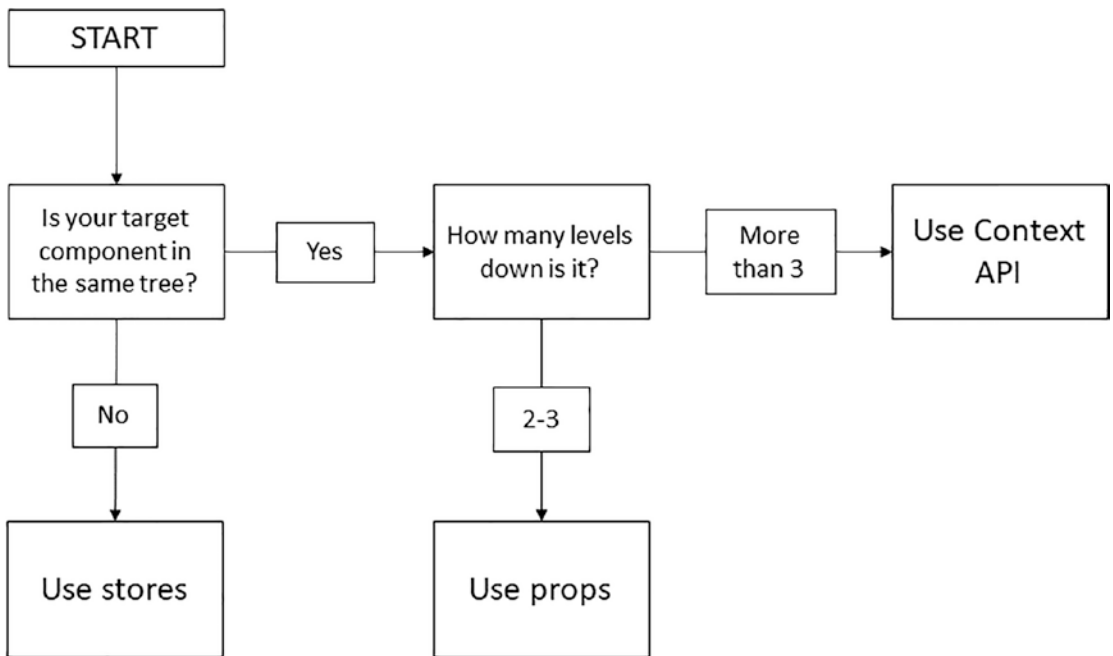 START
Is your target
component in
the same tree?
Yes
How many levels
down is it?
More
than 3
Use Context
API
No
2-3
Use stores
Use props